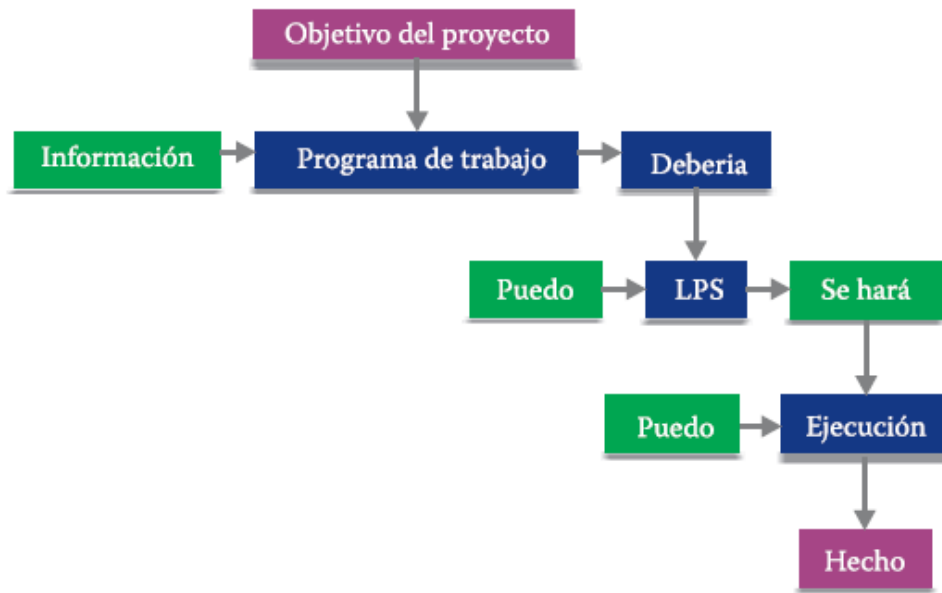 Objetivo del proyecto
Información
Programa de trabajo
Deberia
Puedo
LPS
Se hará
Puedo
Ejecución
Hecho